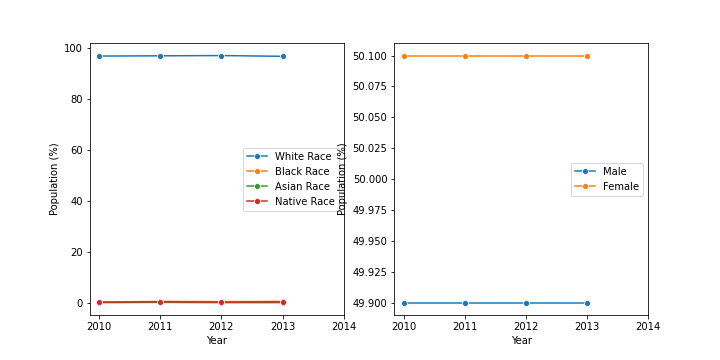 100
80
60
40
20
0
Population (%)
White Race
Black Race
Asian Race
Native Race
2010 2011 2012 2013 2014
Year
50.100
50.075
50.050
50.025
50.000
49.975
49.950
49.925
49.900
Population (%)
Male
Female
2010 2011 2012 2013 2014
Year